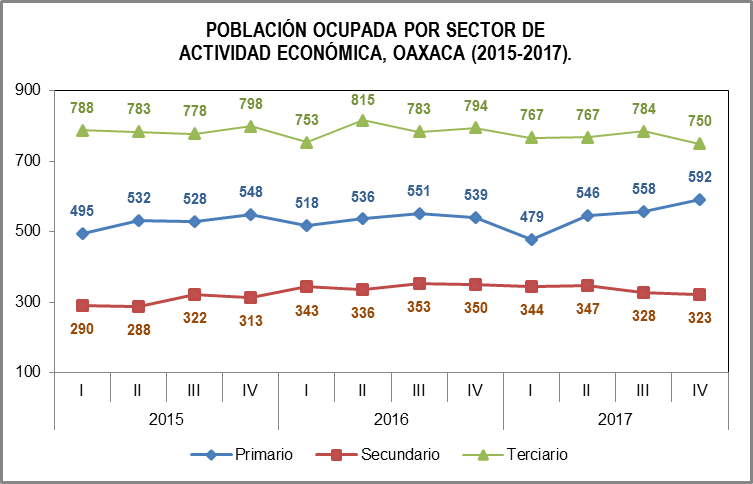 POBLACIÓN OCUPADA POR SECTOR DE
ACTIVIDAD ECONÓMICA, OAXACA (2015-2017).
900
700
500
300
100
788 783 778 798 753 815 783 794 767 767 784 750
495 532 528 548 518 536 551 539 479 546 558 592
290 288 322 313 343 336 353 350 344 347 328 323
I II III IV I II III IV I II III IV
2015 2016 2017
Primario Secundario Terciario